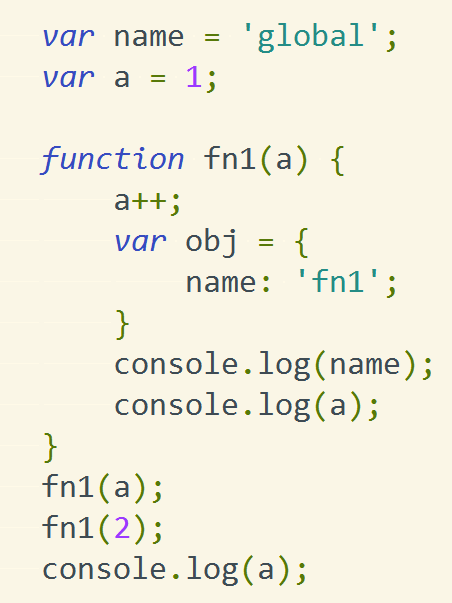 var name = 'global';
var a = 1;

function fn1(a) {
    a++;
    var obj = {
        name: 'fn1';
    }
    console.log(name);
    console.log(a);
}
fn1(a);
fn1(2);
console.log(a);